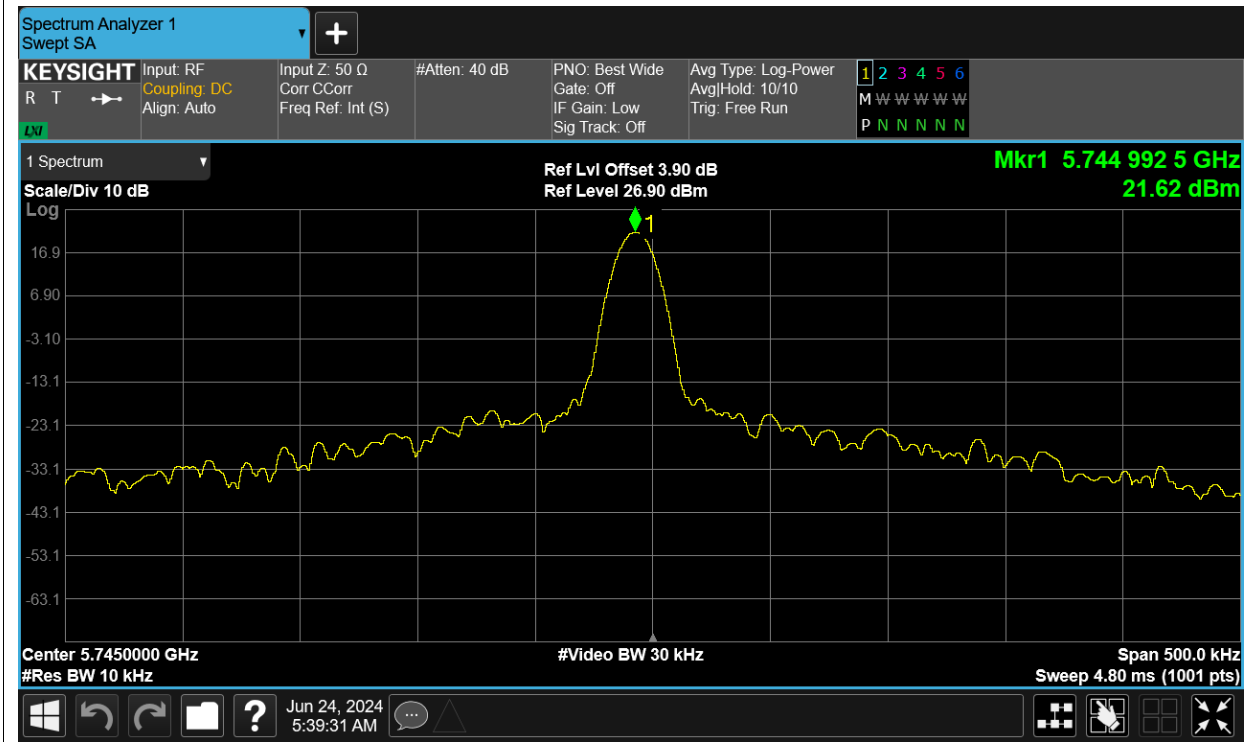 Spectrum Analyzer 1
Swept SA
KEYSIGHT
R T
LXI
Input: RF
Coupling: DC
Align: Auto
Input Z: 50 Ω
Corr CCorr
Freq Ref: Int (S)
#Atten: 40 dB
PNO: Best Wide
Gate: Off
IF Gain: Low
Sig Track: Off
Avg Type: Log-Power
Avg|Hold: 10/10
Trig: Free Run
1 2 3 4 5 6
M W W W W W
P N N N N N
1 Spectrum
Scale/Div 10 dB
Ref Lvl Offset 3.90 dB
Ref Level 26.90 dBm
Mkr1 5.744 992 5 GHz
21.62 dBm
Log
1
16.9
6.90
-3.10
-13.1
-23.1
-33.1
-43.1
-53.1
-63.1
Center 5.7450000 GHz
#Video BW 30 kHz
Span 500.0 kHz
#Res BW 10 kHz
Sweep 4.80 ms (1001 pts)
?
Jun 24, 2024
5:39:31 AM